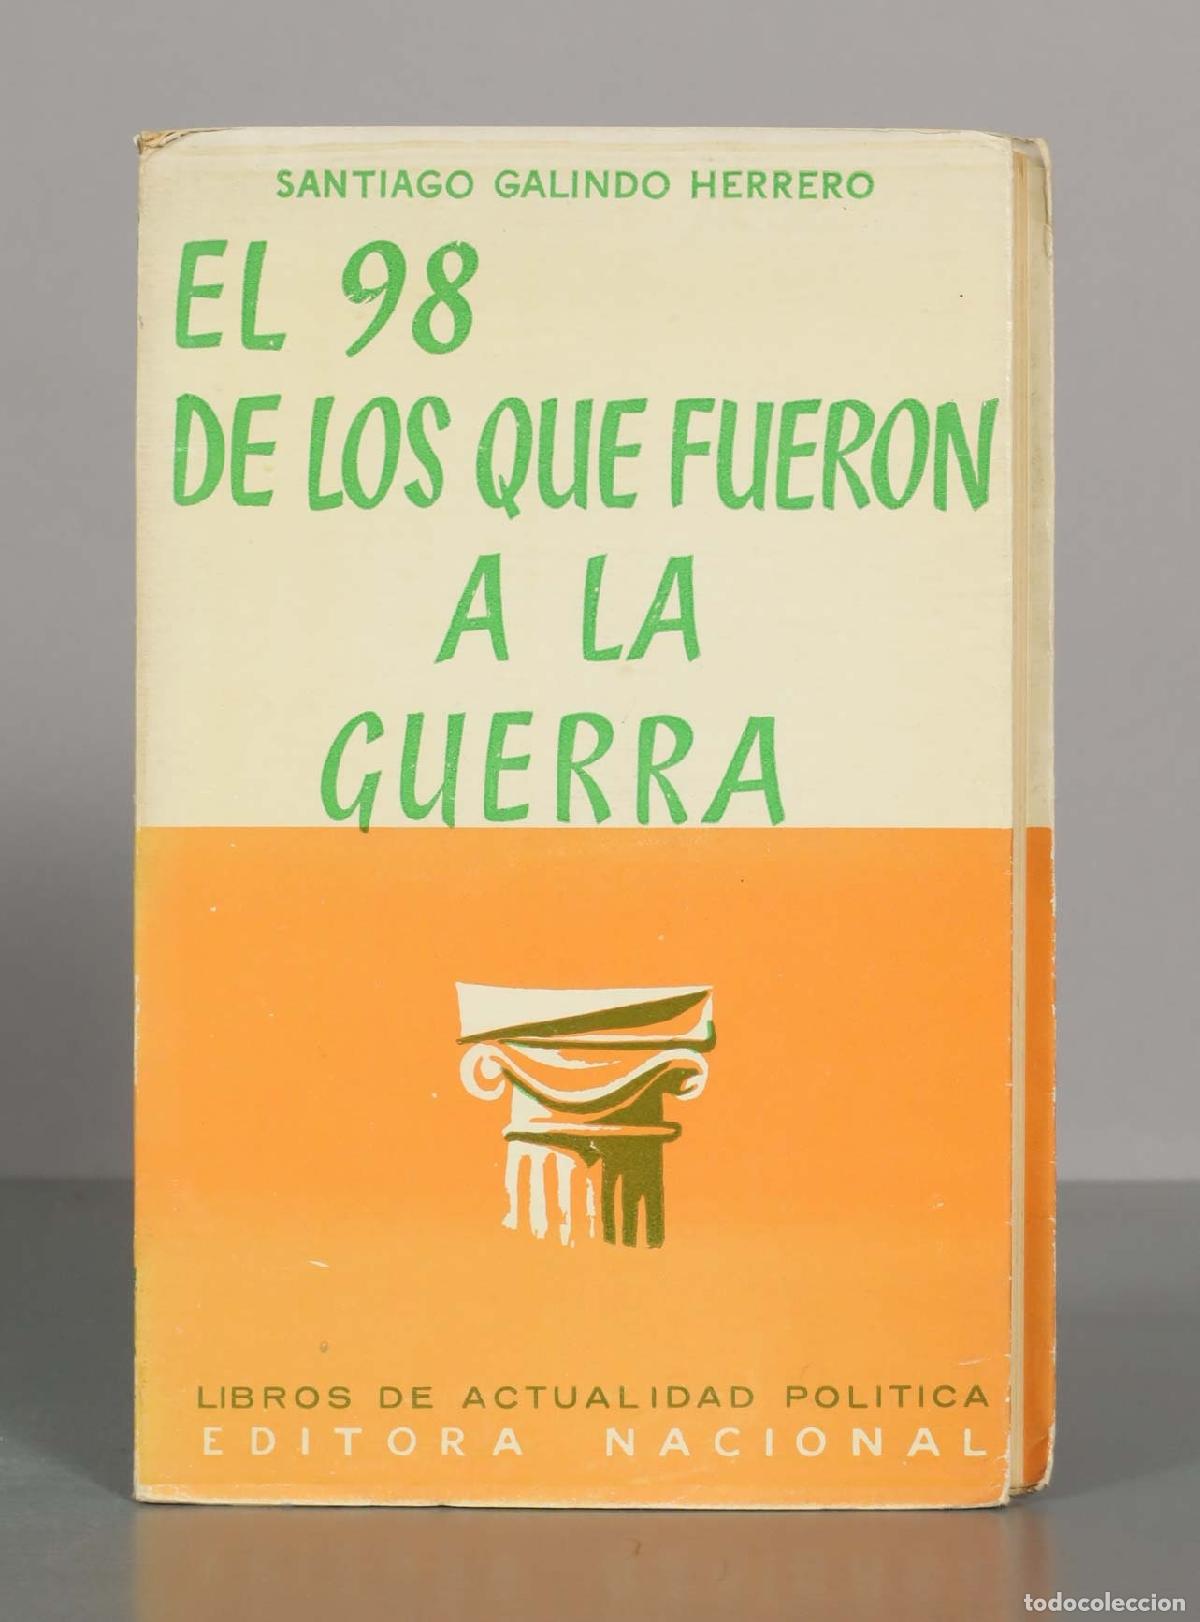 SANTIAGO GALINDO HERRERO
EL 98
DE LOS QUE FUERON
A LA
GUERRA
LIBROS DE ACTUALIDAD POLITICA
EDITORA NACIONAL
todocoleccion